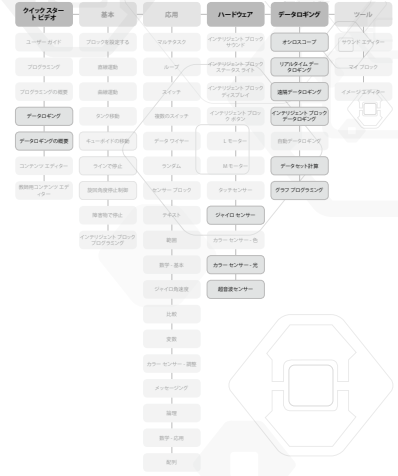 クイック スター
ト ビデオ
基本
応用
ハードウェア
データロギング
ツール
ユーザー ガイド
プログラミング
プログラミングの概要
データロギング
データロギングの概要
コンテンツ エディター
教師用コンテンツ エデ
ィター
ブロックを設定する
直線運動
曲線運動
タンク移動
キューボイドの移動
ラインで停止
旋回角度停止制御
障害物で停止
インテリジェント ブロック
プログラミング
マルチタスク
ループ
スイッチ
複数のスイッチ
データ ワイヤー
ランダム
センサー ブロック
テキスト
範囲
数学 - 基本
ジャイロ角速度
比較
変数
カラー センサー - 調整
メッセージング
論理
数学 - 応用
配列
インテリジェント ブロック
サウンド
インテリジェント ブロック
ステータス ライト
インテリジェント ブロック
ディスプレイ
インテリジェント ブロッ
ク ボタン
L モーター
M モーター
タッチセンサー
ジャイロ センサー
カラー センサー - 色
カラー センサー - 光
超音波センサー
オシロスコープ
リアルタイム デー
タロギング
遠隔データロギング
インテリジェント ブロック
データロギング
自動データロギング
データセット計算
グラフ プログラミング
サウンド エディター
マイ ブロック
イメージ エディター